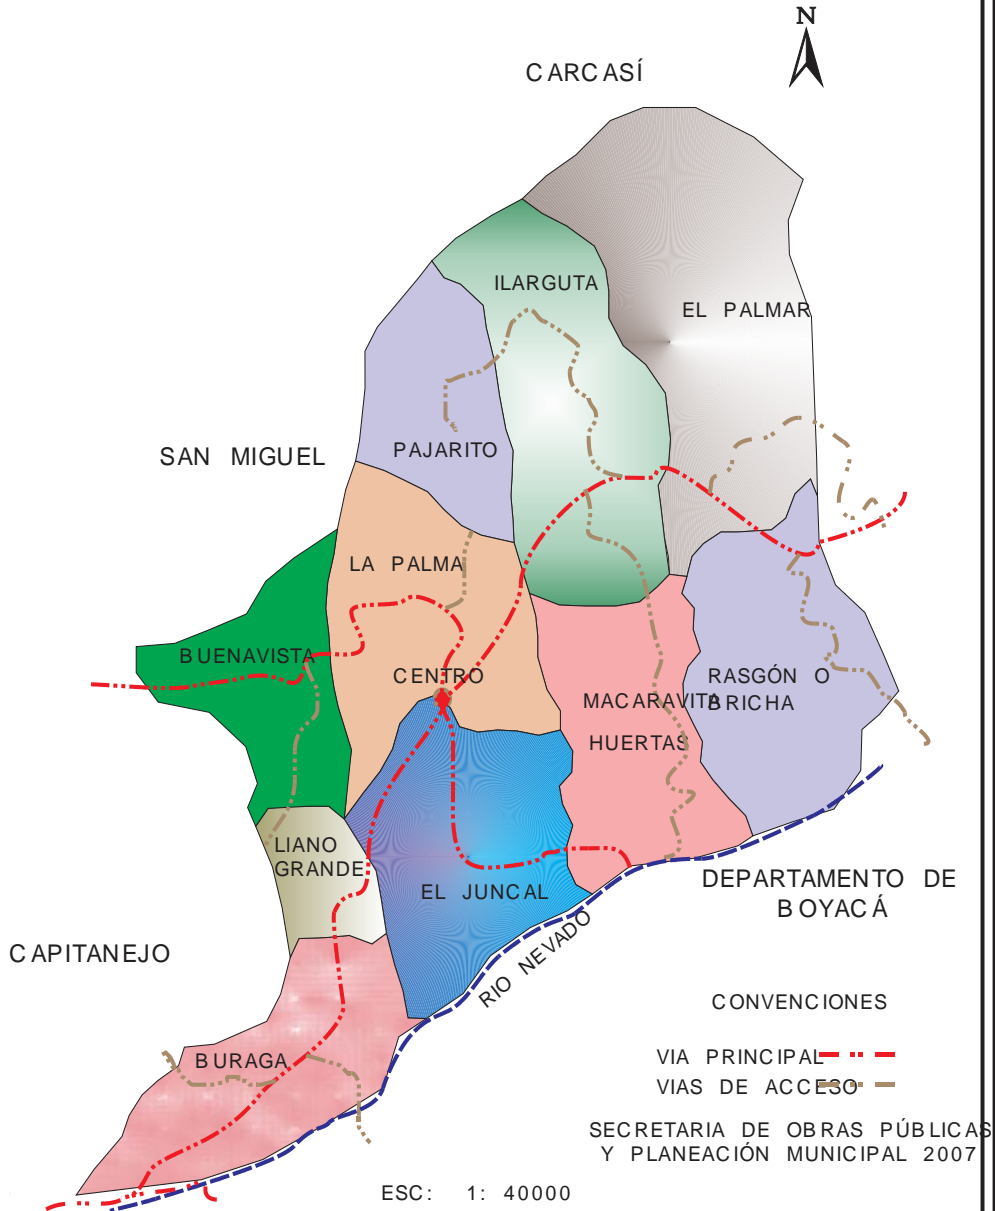 N
CARCASÍ
ILARGUTA
EL PALMAR
SAN MIGUEL
PAJARITO
LA PALMA
BUENAVISTA
CENTRO
RASGÓN O
BRICHA
MACARAVITA
HUERTAS
LIANO
GRANDE
EL JUNCAL
DEPARTAMENTO DE
BOYACÁ
CAPITANEJO
RIO NEVADO
CONVENCIONES
BURAGA
VIA PRINCIPAL
VIAS DE ACCESO
SECRETARIA DE OBRAS PÚBLICAS
Y PLANEACIÓN MUNICIPAL 2007
ESC: 1: 40000